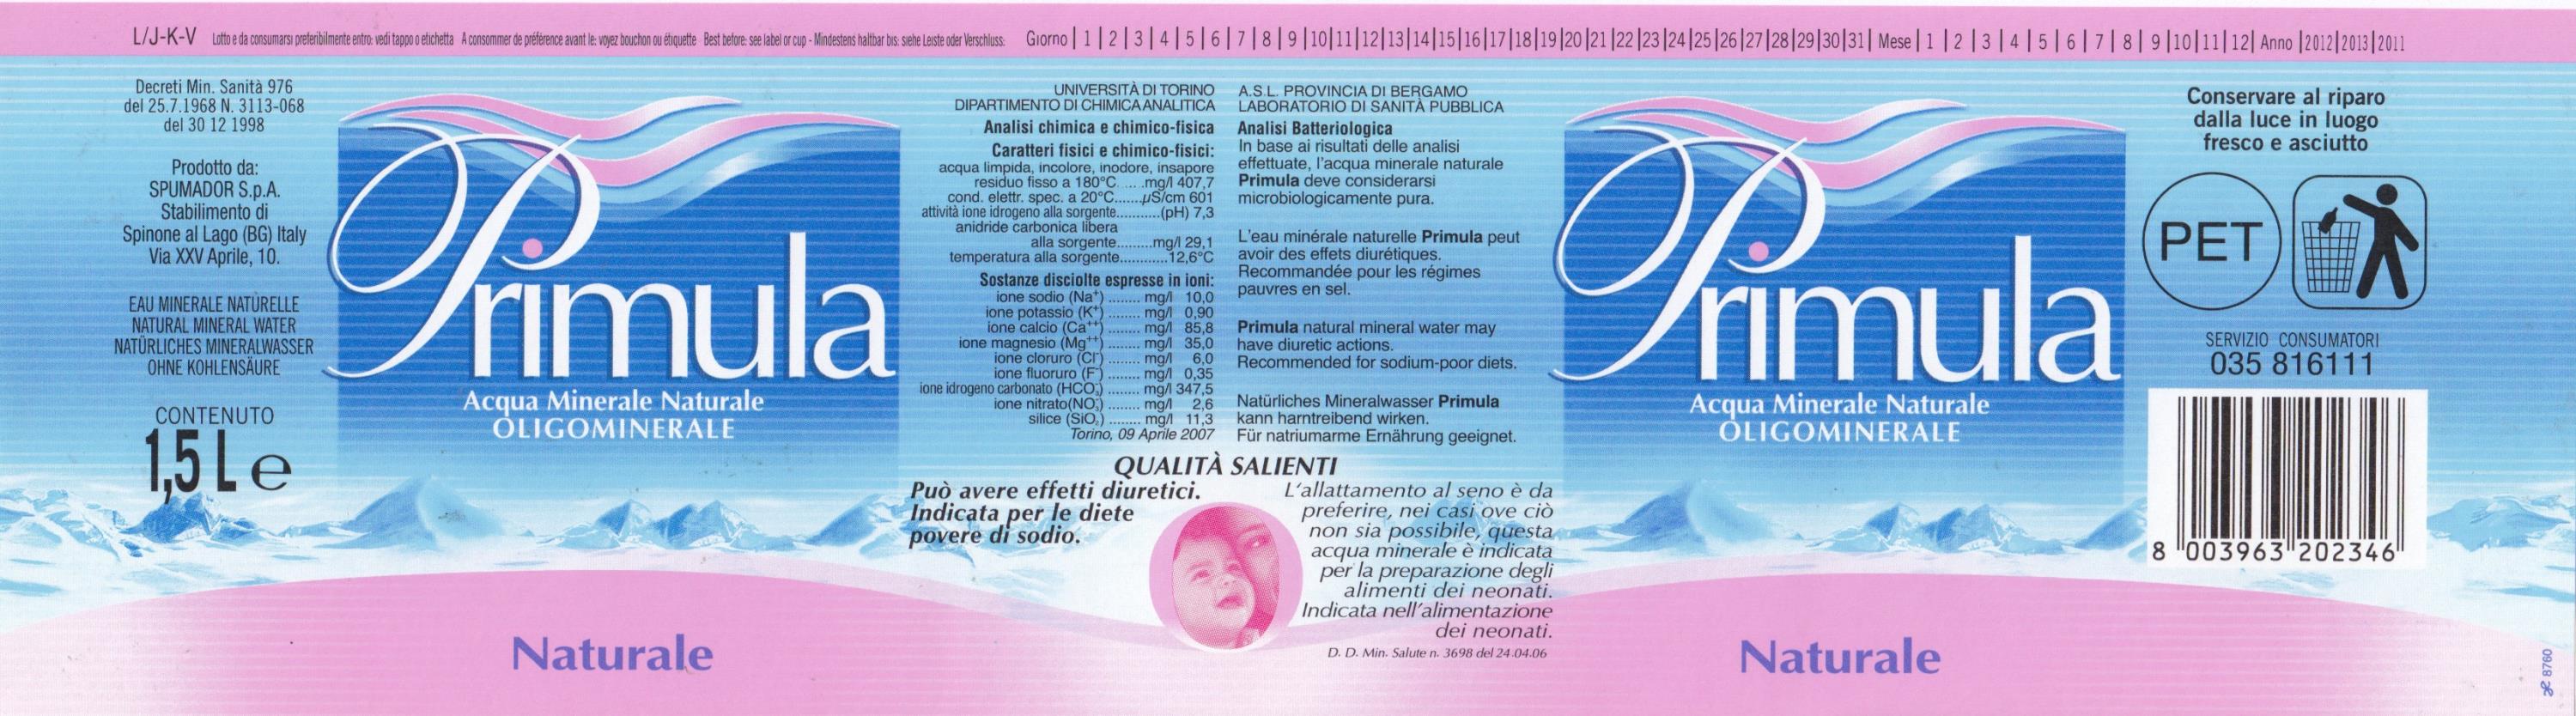 L/J-K-V Lotto e da consumarsi preferibilmente entro: vedi tappo o etichetta A consommer de préférence avant le: voyez bouchon ou étiquette Best before: see label or cup - Mindestens haltbar bis: siehe Leiste oder Verschluss: Giorno | 1 | 2 | 3 | 4 | 5 | 6 | 7 | 8 | 9 |10|11|12|13|14|15|16|17|18|19|20|21|22|23|24|25|26|27|28|29|30|31| Mese | 1 | 2 | 3 | 4 | 5 | 6 | 7 | 8 | 9 |10|11|12| Anno |2012|2013|2011
Decreti Min. Sanità 976
del 25.7.1968 N. 3113-068
del 30 12 1998
Prodotto da:
SPUMADOR S.p.A.
Stabilimento di
Spinone al Lago (BG) Italy
Via XXV Aprile, 10.
EAU MINERALE NATURELLE
NATURAL MINERAL WATER
NATÜRLICHES MINERALWASSER
OHNE KOHLENSÄURE
CONTENUTO
1,5 L e
Primula
Acqua Minerale Naturale
OLIGOMINERALE
Naturale
UNIVERSITÀ DI TORINO
DIPARTIMENTO DI CHIMICA ANALITICA
Analisi chimica e chimico-fisica
Caratteri fisici e chimico-fisici:
acqua limpida, incolore, inodore, insapore
residuo fisso a 180°C......mg/l 407,7
cond. elettr. spec. a 20°C.......µS/cm 601
attività ione idrogeno alla sorgente...........(pH) 7,3
anidride carbonica libera
alla sorgente.........mg/l 29,1
temperatura alla sorgente............12,6°C
Sostanze disciolte espresse in ioni:
ione sodio (Na⁺) ........ mg/l 10,0
ione potassio (K⁺) ........ mg/l 0,90
ione calcio (Ca⁺⁺) ........ mg/l 85,8
ione magnesio (Mg⁺⁺) ........ mg/l 35,0
ione cloruro (Cl⁻) ........ mg/l 6,0
ione fluoruro (F⁻) ........ mg/l 0,35
ione idrogeno carbonato (HCO₃⁻) ........ mg/l 347,5
ione nitrato(NO₃⁻) ........ mg/l 2,6
silice (SiO₂) ........ mg/l 11,3
Torino, 09 Aprile 2007
A.S.L. PROVINCIA DI BERGAMO
LABORATORIO DI SANITÀ PUBBLICA
Analisi Batteriologica
In base ai risultati delle analisi
effettuate, l'acqua minerale naturale
Primula deve considerarsi
microbiologicamente pura.
L'eau minérale naturelle Primula peut
avoir des effets diurétiques.
Recommandée pour les régimes
pauvres en sel.
Primula natural mineral water may
have diuretic actions.
Recommended for sodium-poor diets.
Natürliches Mineralwasser Primula
kann harntreibend wirken.
Für natriumarme Ernährung geeignet.
QUALITÀ SALIENTI
Può avere effetti diuretici.
Indicata per le diete
povere di sodio.
L'allattamento al seno è da
preferire, nei casi ove ciò
non sia possibile, questa
acqua minerale è indicata
per la preparazione degli
alimenti dei neonati.
Indicata nell'alimentazione
dei neonati.
D. D. Min. Salute n. 3698 del 24.04.06
Primula
Acqua Minerale Naturale
OLIGOMINERALE
Naturale
Conservare al riparo
dalla luce in luogo
fresco e asciutto
PET
SERVIZIO CONSUMATORI
035 816111
8 003963 202346
8760